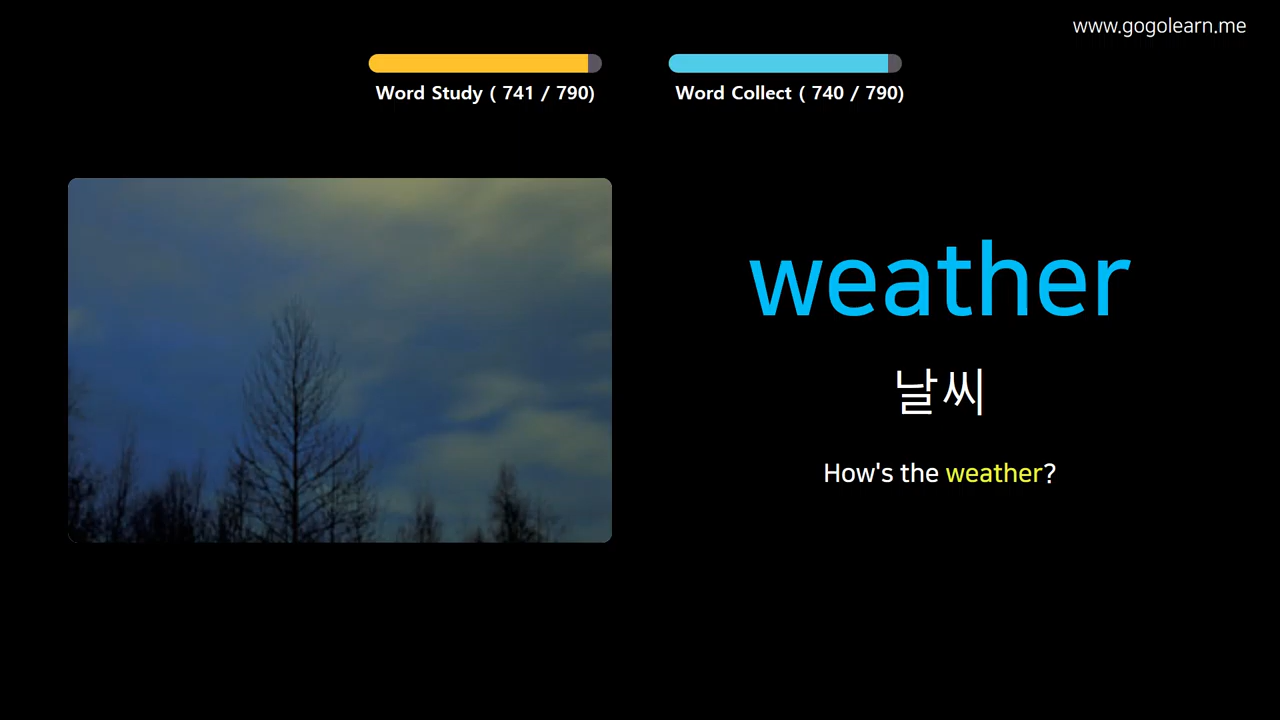 www.gogolearn.me
Word Study ( 741 / 790)
Word Collect ( 740 / 790)
weather
날씨
How's the weather?